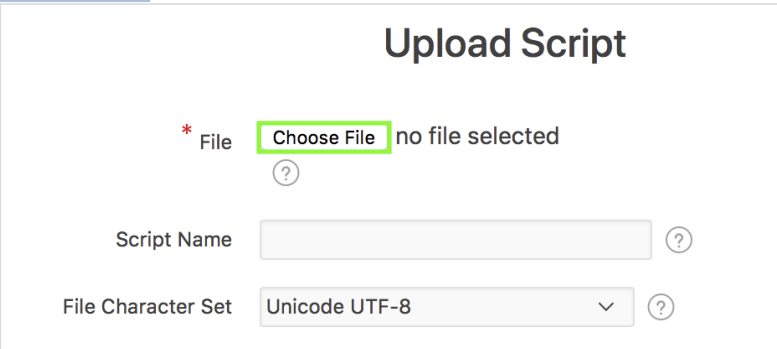 Upload Script
* File Choose File no file selected
?
Script Name ?
File Character Set Unicode UTF-8 ?